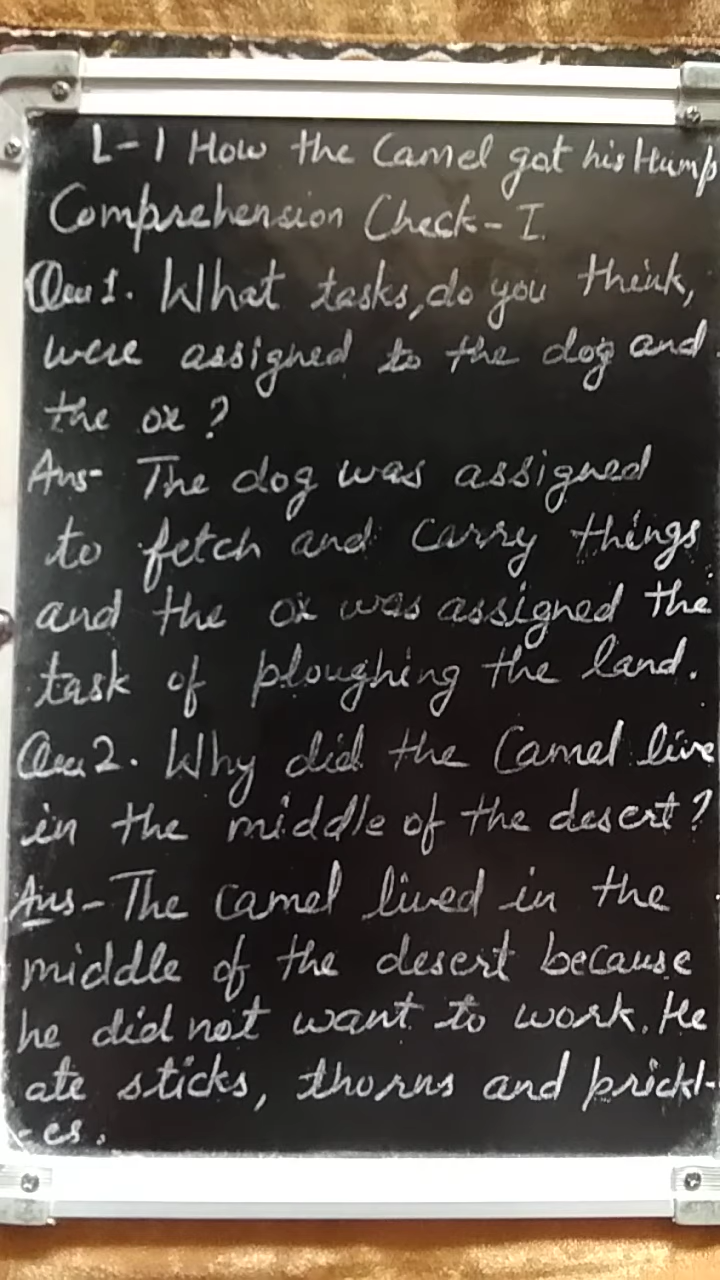 L-1 How the Camel got his Hump
Comprehension Check-I
Que 1. What tasks, do you think,
were assigned to the dog and
the ox?
Ans- The dog was assigned
to fetch and carry things
and the ox was assigned the
task of ploughing the land.
Que 2. Why did the Camel live
in the middle of the desert?
Ans- The camel lived in the
middle of the desert because
he did not want to work. He
ate sticks, thorns and prickl-
-es.